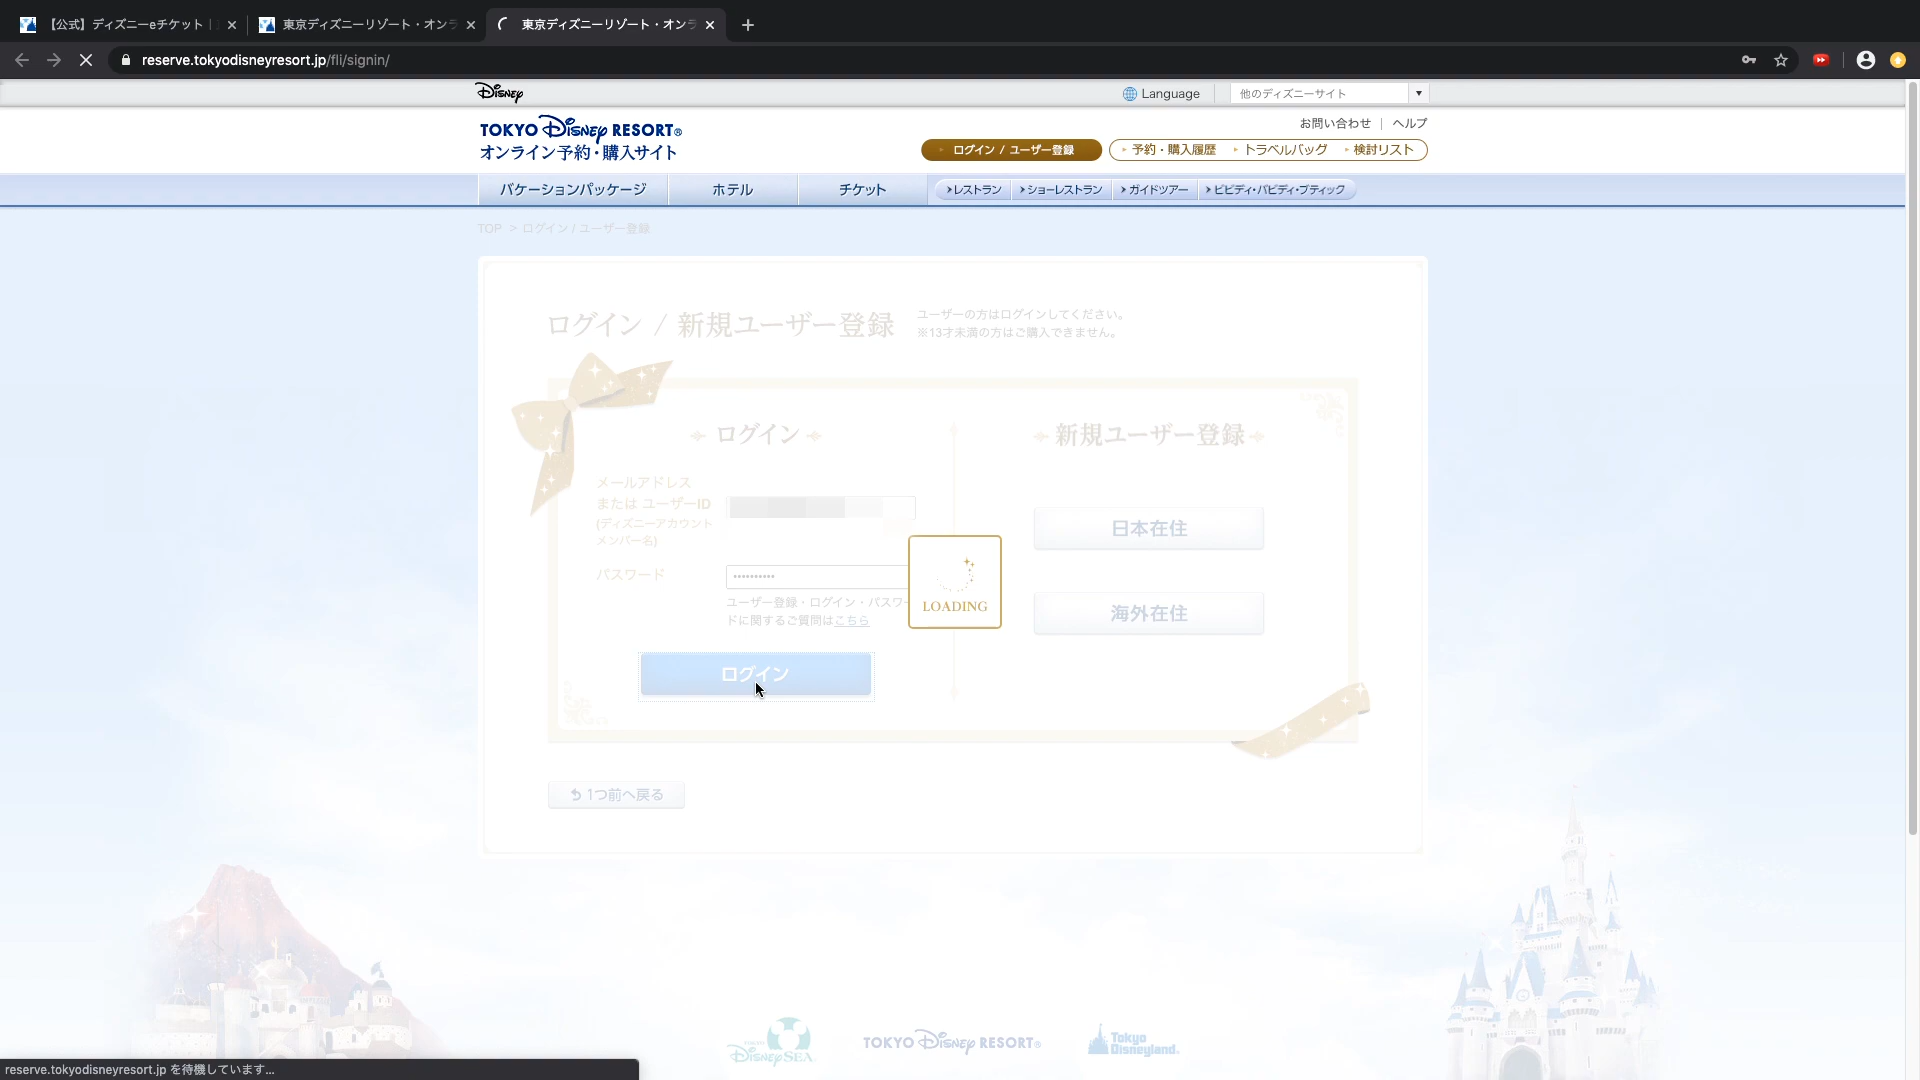 【公式】ディズニーeチケット
東京ディズニーリゾート・オンラ
東京ディズニーリゾート・オンラ
reserve.tokyodisneyresort.jp/fli/signin/
Disney
Language
他のディズニーサイト
TOKYO Disney RESORT®
オンライン予約・購入サイト
お問い合わせ
ヘルプ
ログイン / ユーザー登録
予約・購入履歴
トラベルバッグ
検討リスト
バケーションパッケージ
ホテル
チケット
レストラン
ショーレストラン
ガイドツアー
ビビディ・バビディ・ブティック
TOP > ログイン / ユーザー登録
ログイン / 新規ユーザー登録
ユーザーの方はログインしてください。
※13才未満の方はご購入できません。
ログイン
メールアドレス
または ユーザーID
(ディズニーアカウント
メンバー名)
パスワード
ユーザー登録・ログイン・パスワー
ドに関するご質問はこちら
ログイン
新規ユーザー登録
日本在住
海外在住
LOADING
1つ前へ戻る
TOKYO DisneySEA
TOKYO Disney RESORT®
Tokyo Disneyland
reserve.tokyodisneyresort.jp を待機しています...